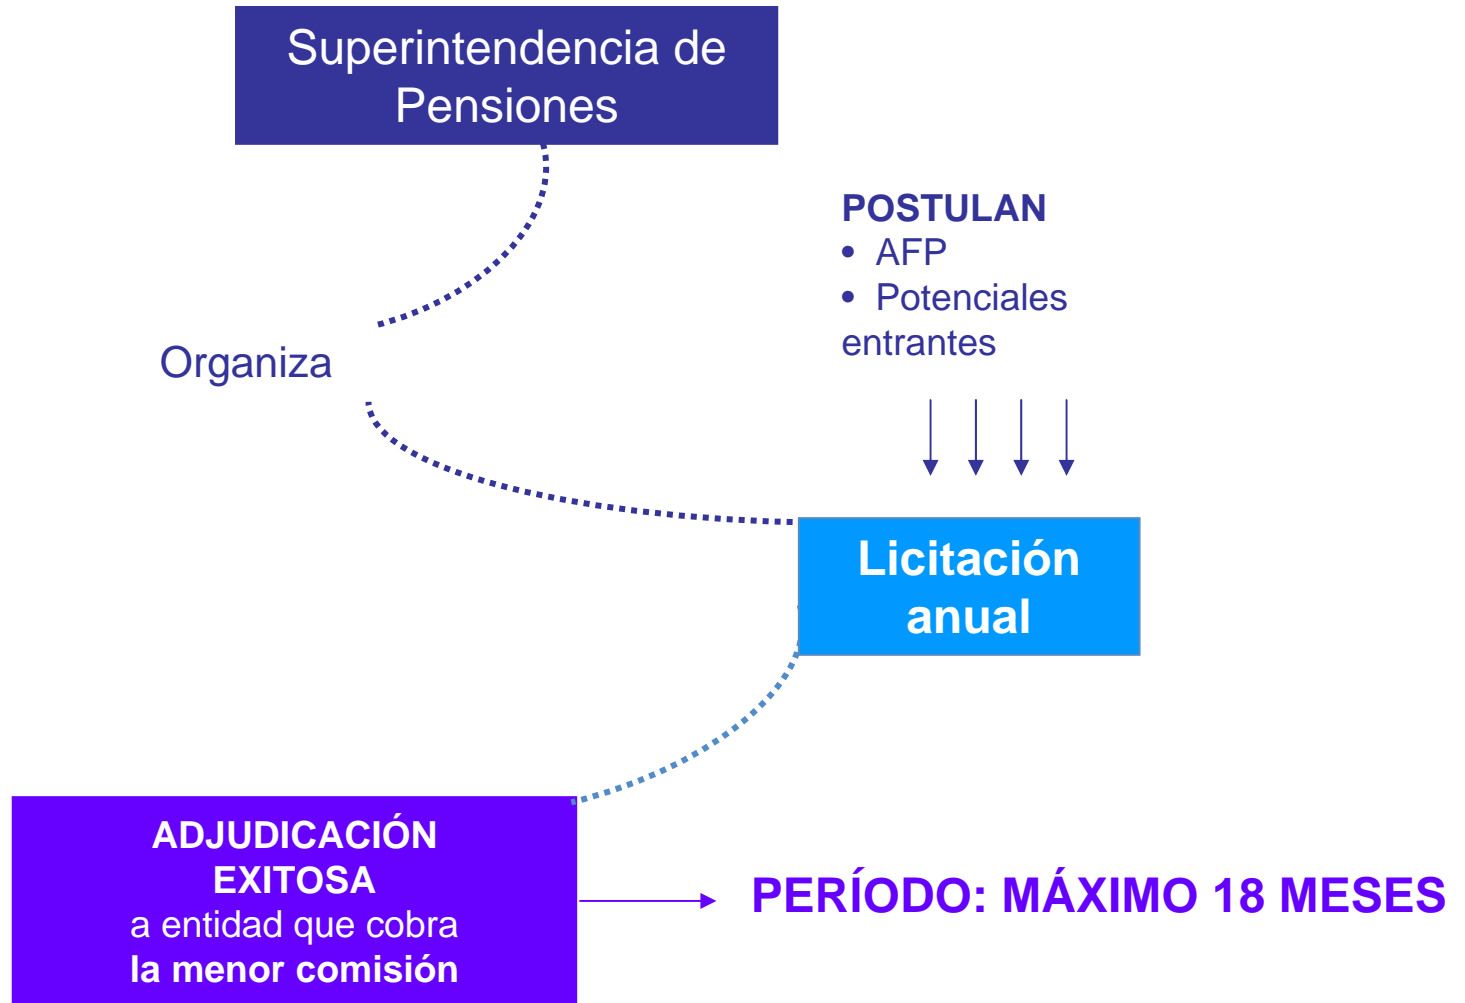 Superintendencia de
Pensiones
POSTULAN
• AFP
• Potenciales
entrantes
Organiza
Licitación
anual
ADJUDICACIÓN
EXITOSA
a entidad que cobra
la menor comisión
PERÍODO: MÁXIMO 18 MESES